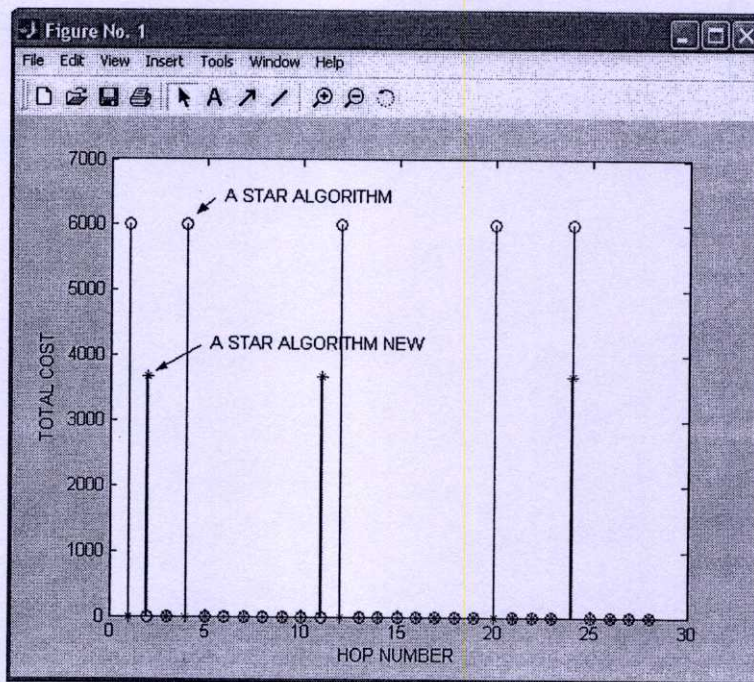 Figure No. 1
File Edit View Insert Tools Window Help
A
7000
6000
5000
4000
3000
2000
1000
0
A STAR ALGORITHM
A STAR ALGORITHM NEW
TOTAL COST
0 5 10 15 20 25 30
HOP NUMBER